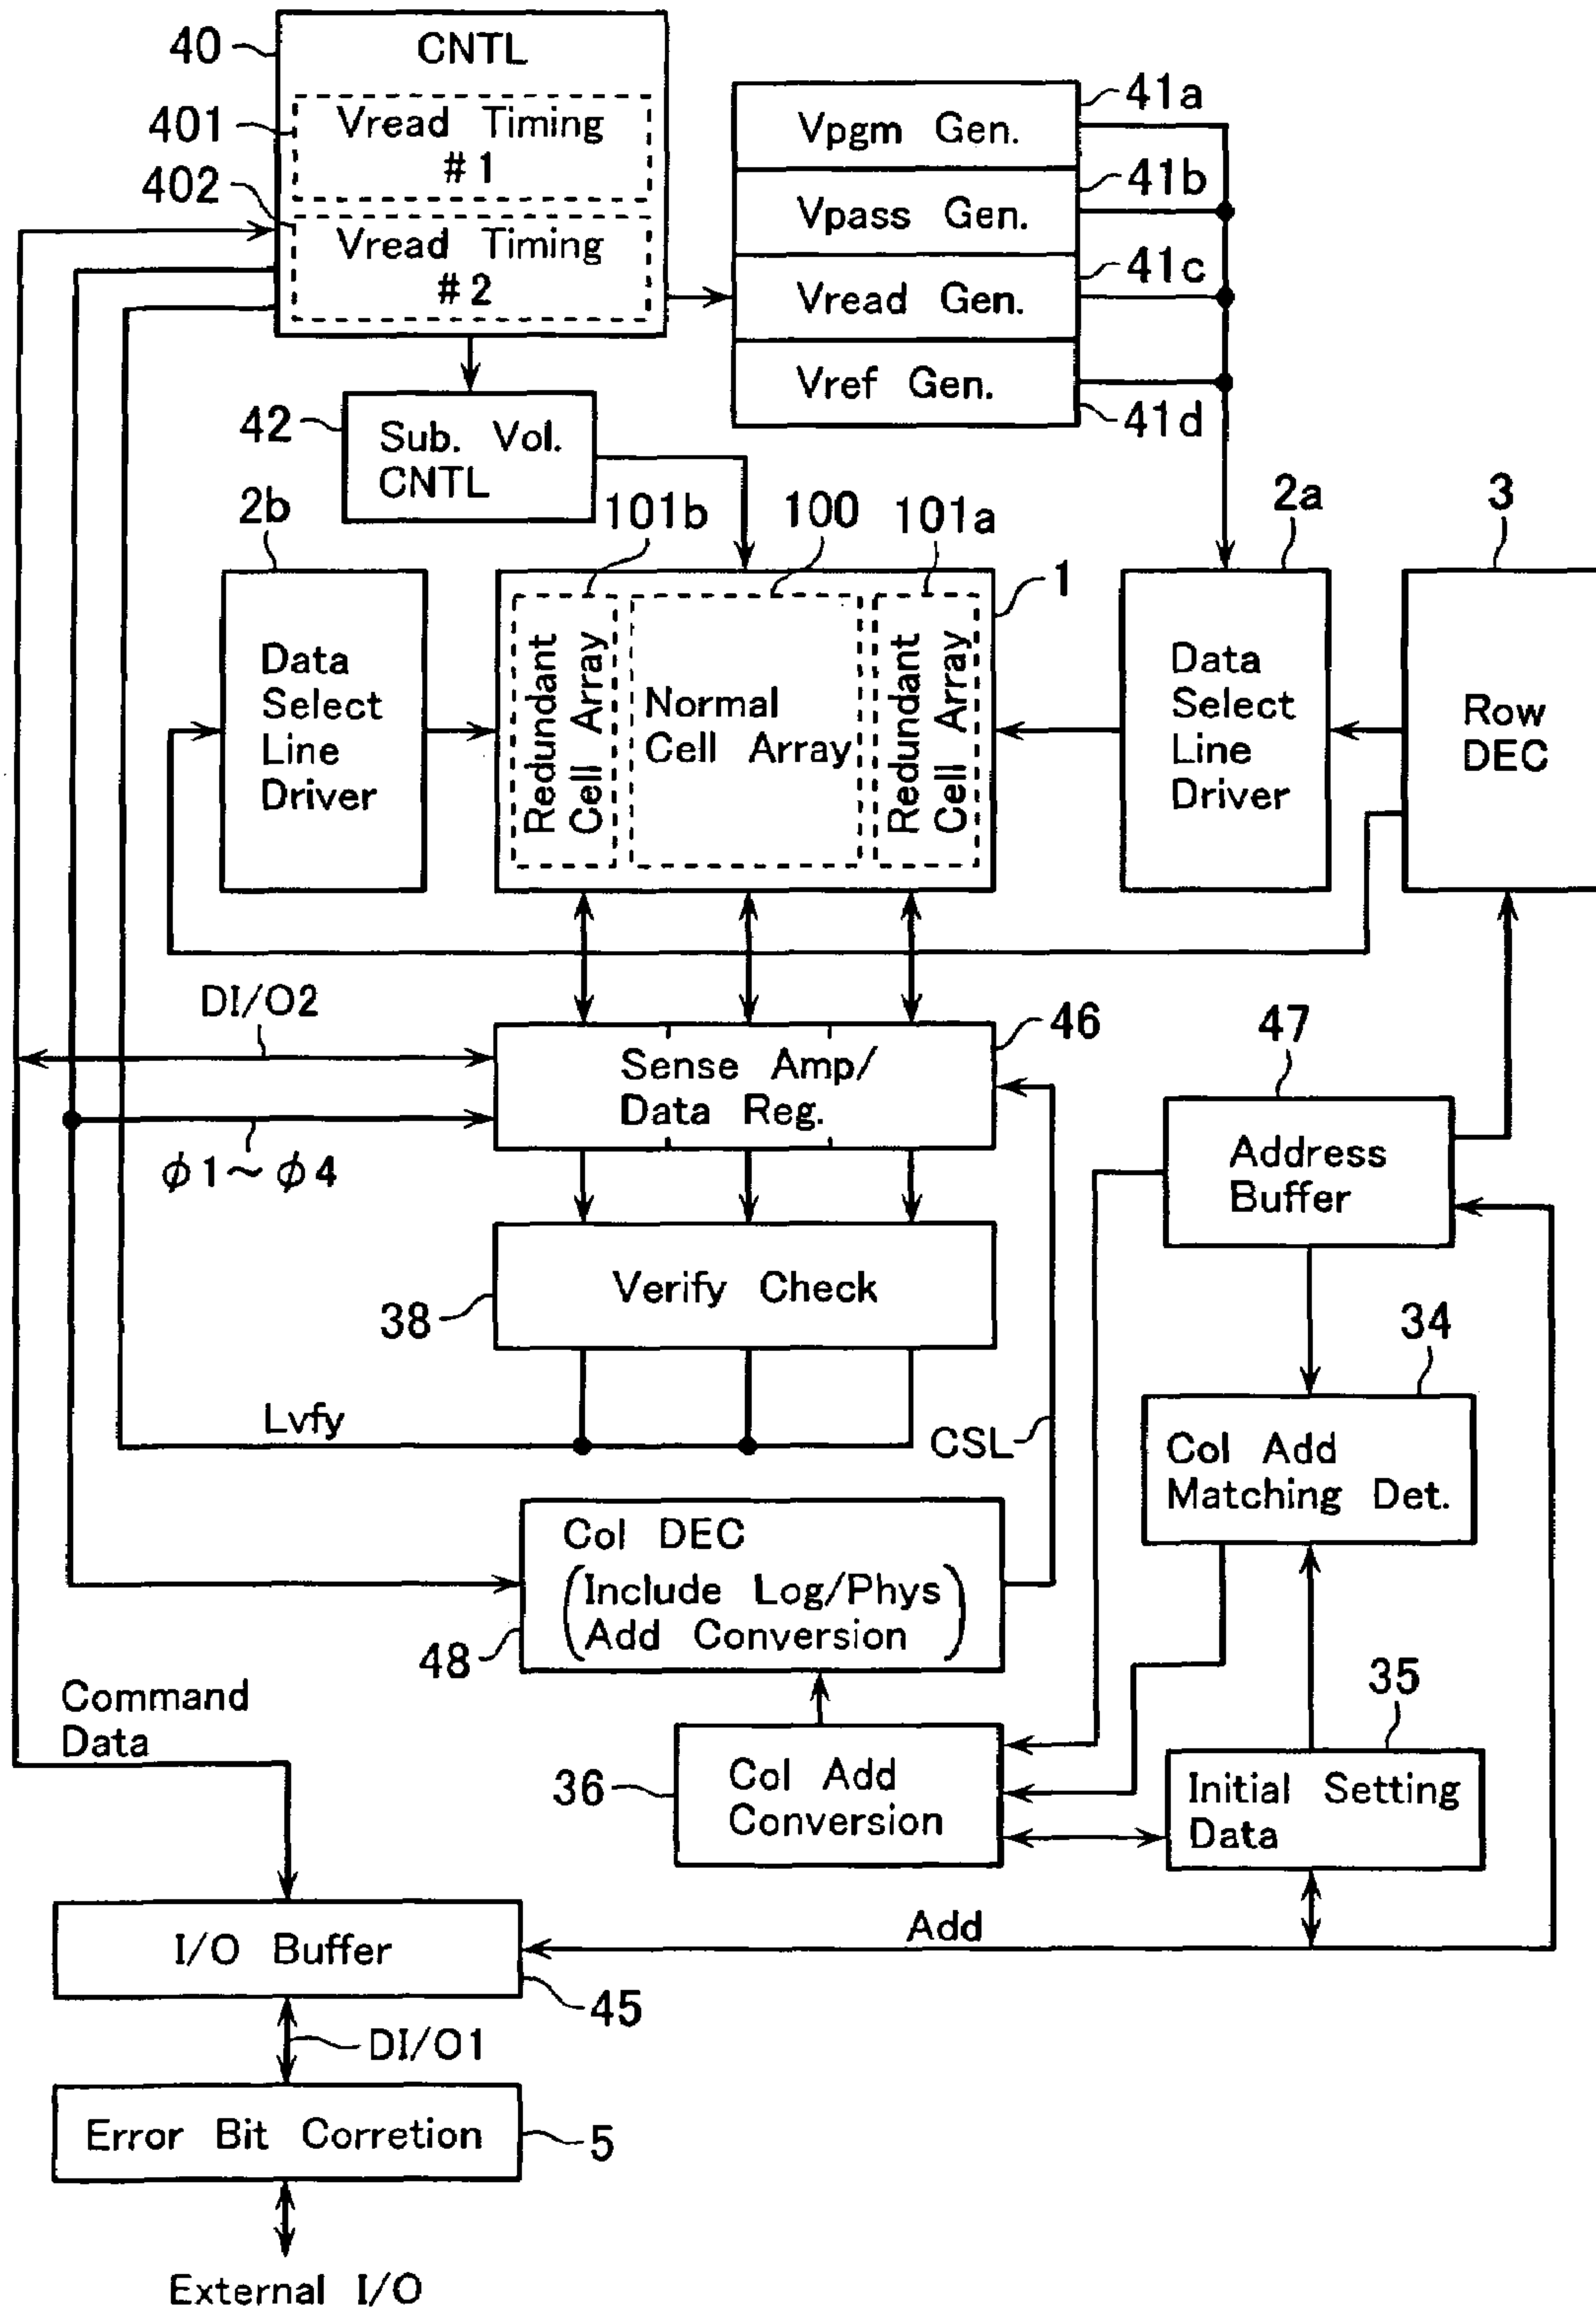 40
CNTL
401
Vread Timing
#1
402
Vread Timing
#2
Vpgm Gen.
41a
Vpass Gen.
41b
Vread Gen.
41c
Vref Gen.
41d
42
Sub. Vol.
CNTL
2b
101b
100
101a
1
2a
3
Data
Select
Line
Driver
Redundant
Cell Array
Normal
Cell Array
Redundant
Cell Array
Data
Select
Line
Driver
Row
DEC
DI/O2
Sense Amp/
Data Reg.
46
47
ϕ1~ϕ4
Address
Buffer
Verify Check
38
34
Lvfy
CSL
Col Add
Matching Det.
Col DEC
(Include Log/Phys
Add Conversion)
48
Command
Data
35
36
Col Add
Conversion
Initial Setting
Data
Add
I/O Buffer
45
DI/O1
Error Bit Corretion
5
External I/O